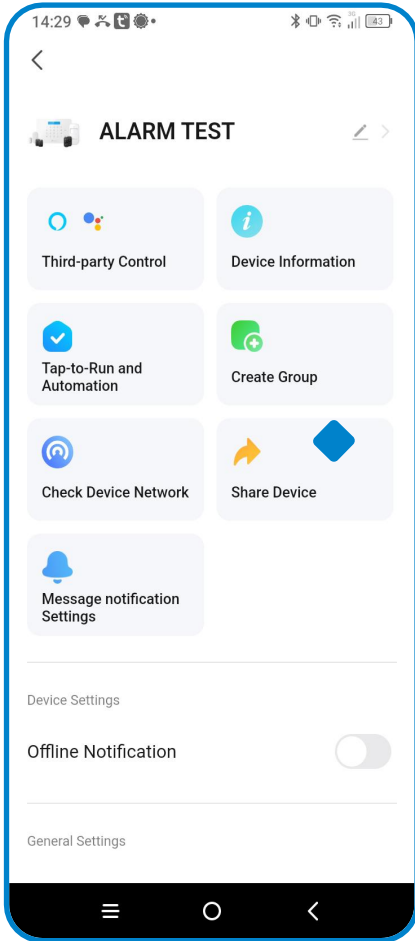 14:29
3G
43
ALARM TEST
Third-party Control
Device Information
Tap-to-Run and
Automation
Create Group
Check Device Network
Share Device
Message notification
Settings
Device Settings
Offline Notification
General Settings